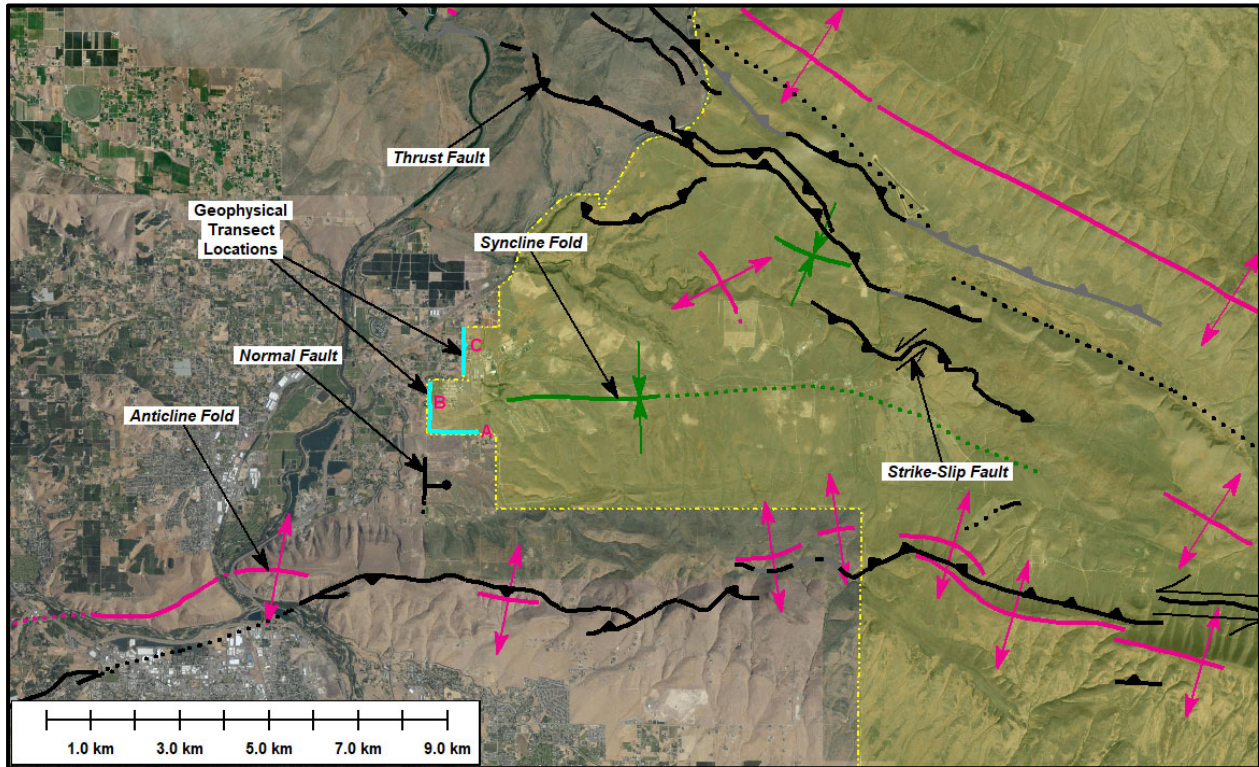 Thrust Fault
Geophysical
Transect
Locations
Syncline Fold
Normal Fault
C
Anticline Fold
B
A
Strike-Slip Fault
1.0 km 3.0 km 5.0 km 7.0 km 9.0 km